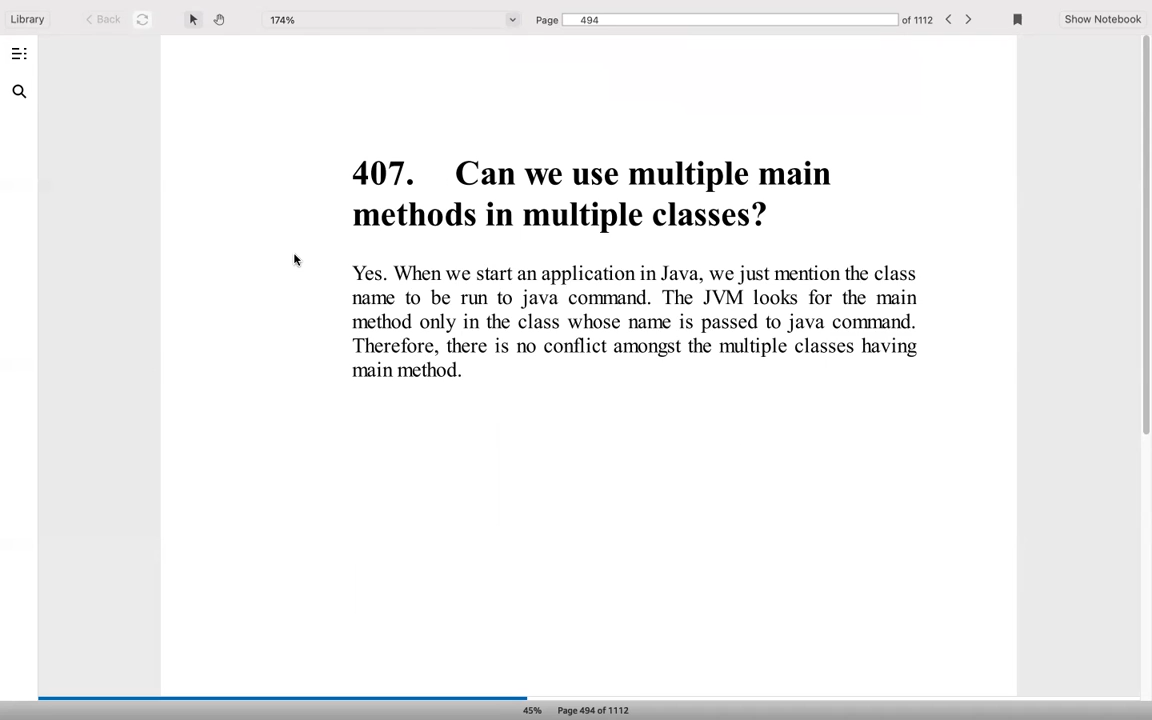 Library
Back
174%
Page 494 of 1112
Show Notebook
407. Can we use multiple main
methods in multiple classes?
Yes. When we start an application in Java, we just mention the class
name to be run to java command. The JVM looks for the main
method only in the class whose name is passed to java command.
Therefore, there is no conflict amongst the multiple classes having
main method.
45% Page 494 of 1112